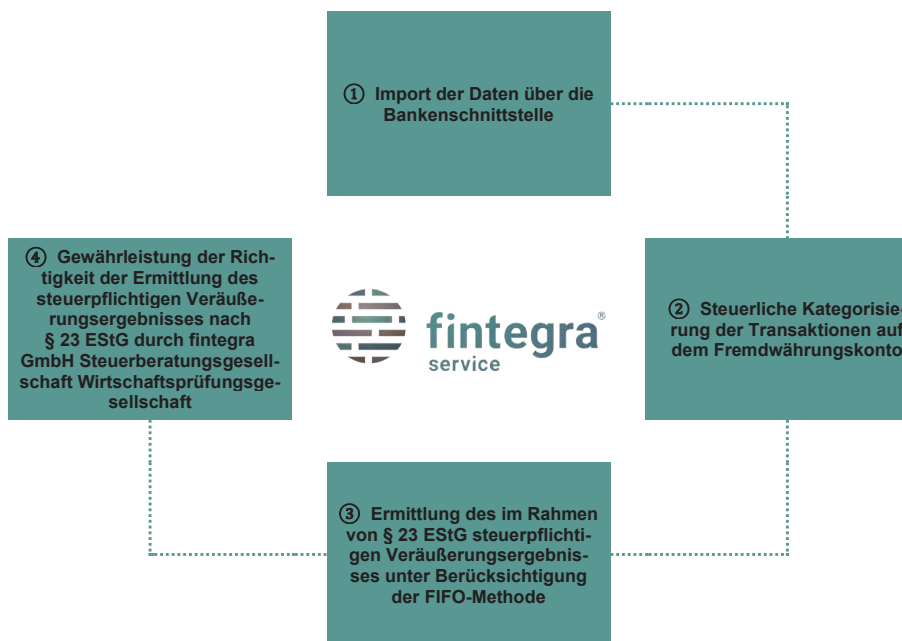 ① Import der Daten über die
Bankenschnittstelle
② Steuerliche Kategorisie-
rung der Transaktionen auf
dem Fremdwährungskonto
③ Ermittlung des im Rahmen
von § 23 EStG steuerpflichti-
gen Veräußerungsergebnis-
ses unter Berücksichtigung
der FIFO-Methode
④ Gewährleistung der Rich-
tigkeit der Ermittlung des
steuerpflichtigen Veräuße-
rungsergebnisses nach
§ 23 EStG durch fintegra
GmbH Steuerberatungsgesell-
schaft Wirtschaftsprüfungsge-
sellschaft
fintegra®
service